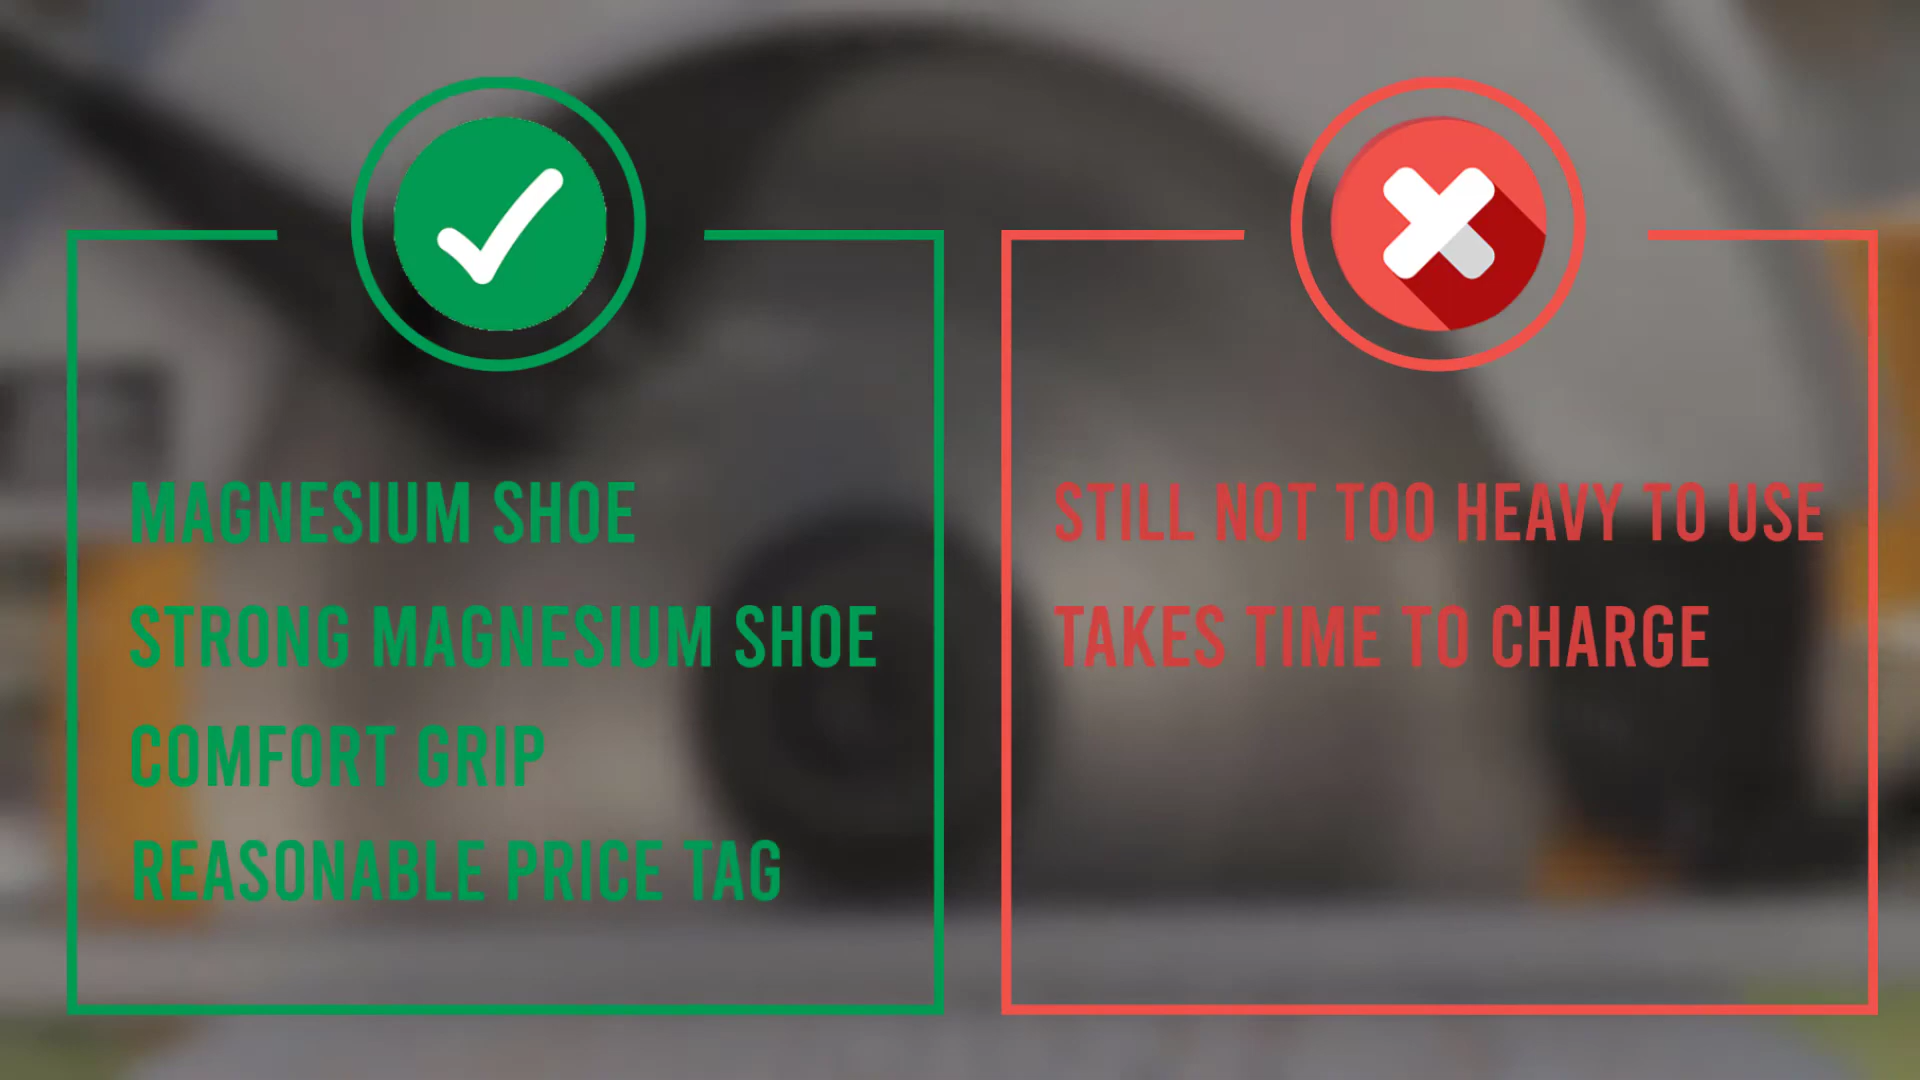 MAGNESIUM SHOE
STRONG MAGNESIUM SHOE
COMFORT GRIP
REASONABLE PRICE TAG
STILL NOT TOO HEAVY TO USE
TAKES TIME TO CHARGE